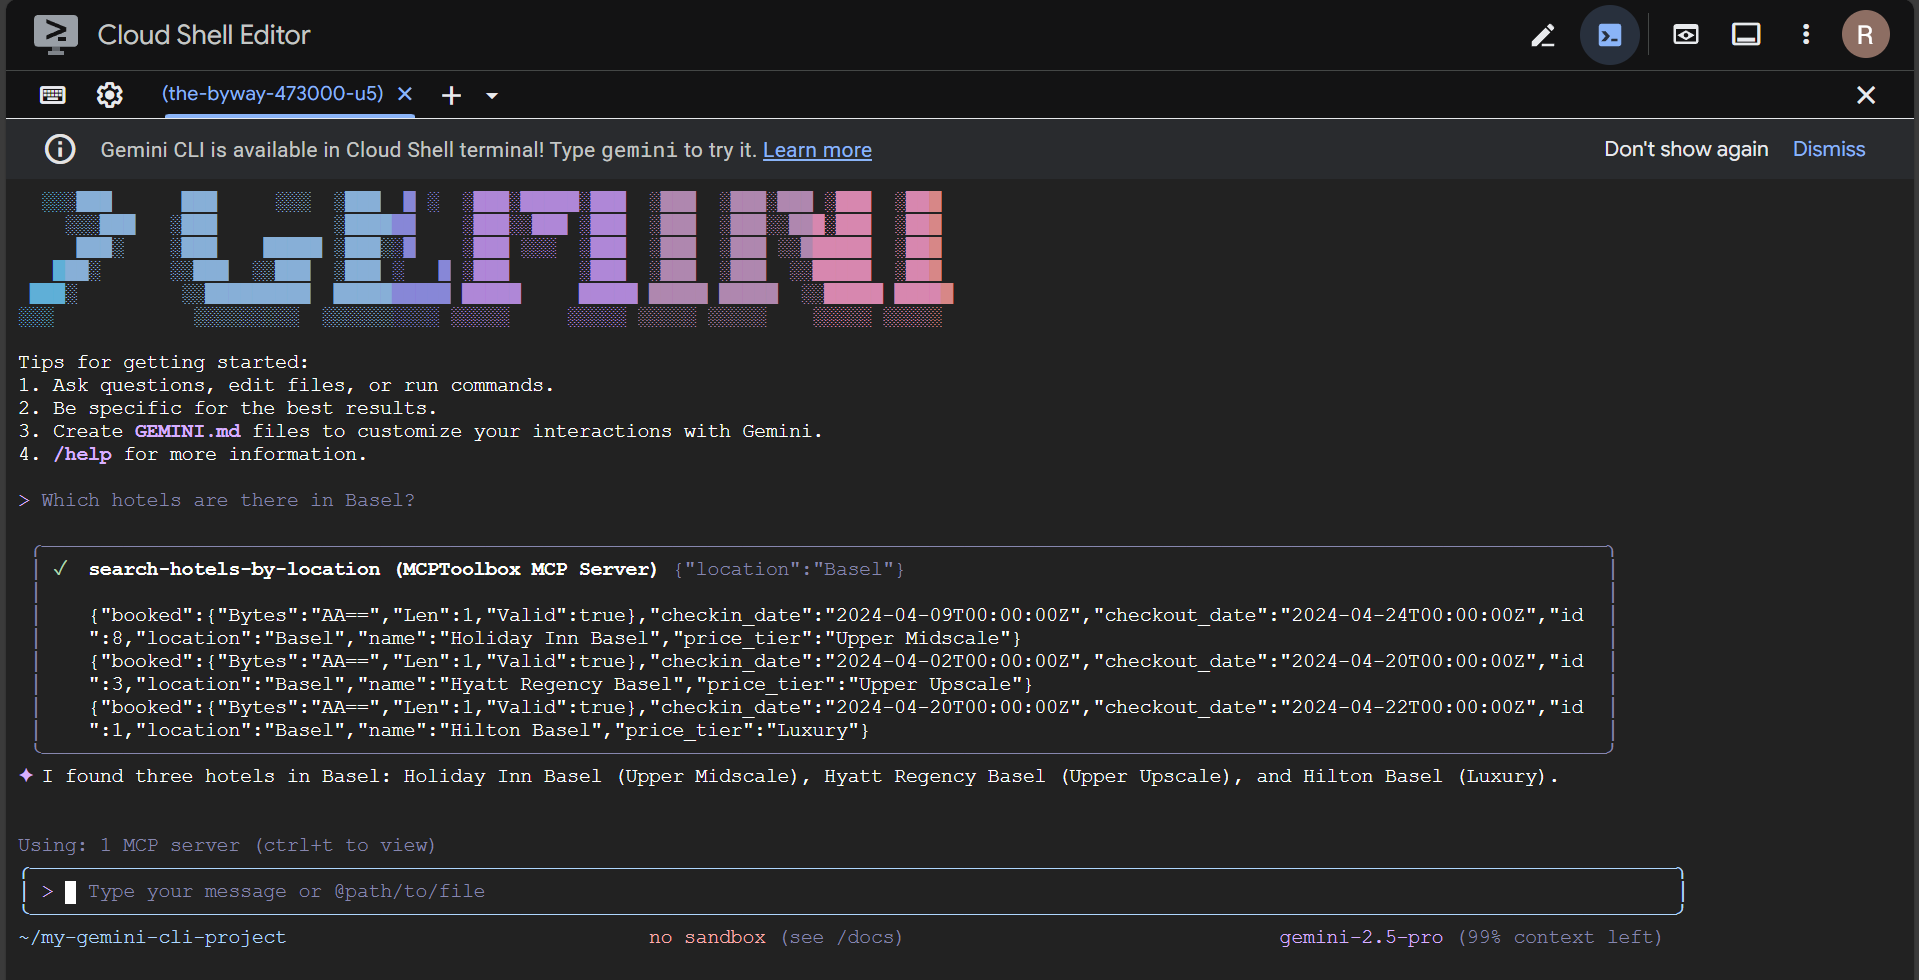 Cloud Shell Editor
R
(the-byway-473000-u5)
Gemini CLI is available in Cloud Shell terminal! Type gemini to try it. Learn more
Don't show again
Dismiss
GEMINI
Tips for getting started:
1. Ask questions, edit files, or run commands.
2. Be specific for the best results.
3. Create GEMINI.md files to customize your interactions with Gemini.
4. /help for more information.
> Which hotels are there in Basel?
✓ search-hotels-by-location (MCPToolbox MCP Server) {"location":"Basel"}
{"booked":{"Bytes":"AA==","Len":1,"Valid":true},"checkin_date":"2024-04-09T00:00:00Z","checkout_date":"2024-04-24T00:00:00Z","id
":8,"location":"Basel","name":"Holiday Inn Basel","price_tier":"Upper Midscale"}
{"booked":{"Bytes":"AA==","Len":1,"Valid":true},"checkin_date":"2024-04-02T00:00:00Z","checkout_date":"2024-04-20T00:00:00Z","id
":3,"location":"Basel","name":"Hyatt Regency Basel","price_tier":"Upper Upscale"}
{"booked":{"Bytes":"AA==","Len":1,"Valid":true},"checkin_date":"2024-04-20T00:00:00Z","checkout_date":"2024-04-22T00:00:00Z","id
":1,"location":"Basel","name":"Hilton Basel","price_tier":"Luxury"}
✦ I found three hotels in Basel: Holiday Inn Basel (Upper Midscale), Hyatt Regency Basel (Upper Upscale), and Hilton Basel (Luxury).
Using: 1 MCP server (ctrl+t to view)
> Type your message or @path/to/file
~/my-gemini-cli-project
no sandbox (see /docs)
gemini-2.5-pro (99% context left)